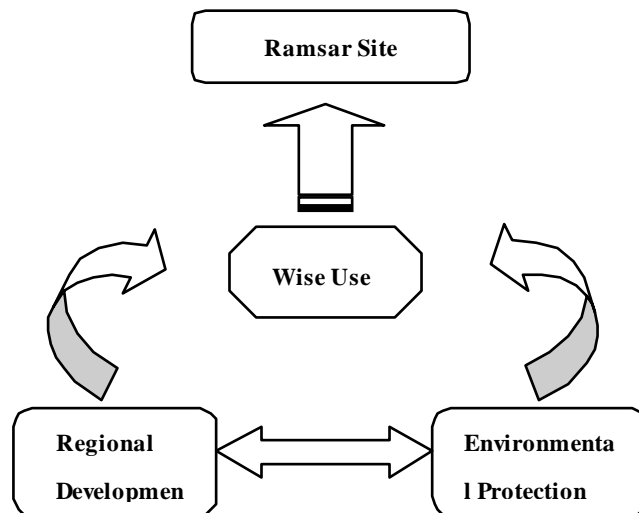 Ramsar Site
Wise Use
Regional
Developmen
Environmenta
l Protection